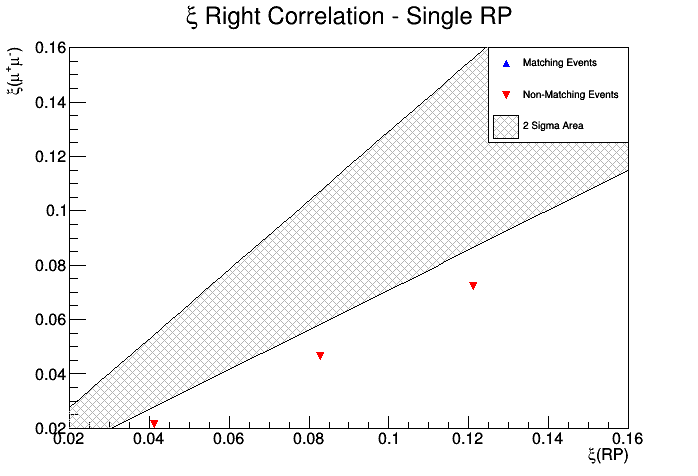 ξ Right Correlation - Single RP
ξ(μ⁺μ⁻)
0.16
0.14
0.12
0.1
0.08
0.06
0.04
0.02
Matching Events
Non-Matching Events
2 Sigma Area
0.02 0.04 0.06 0.08 0.1 0.12 0.14 0.16
ξ(RP)